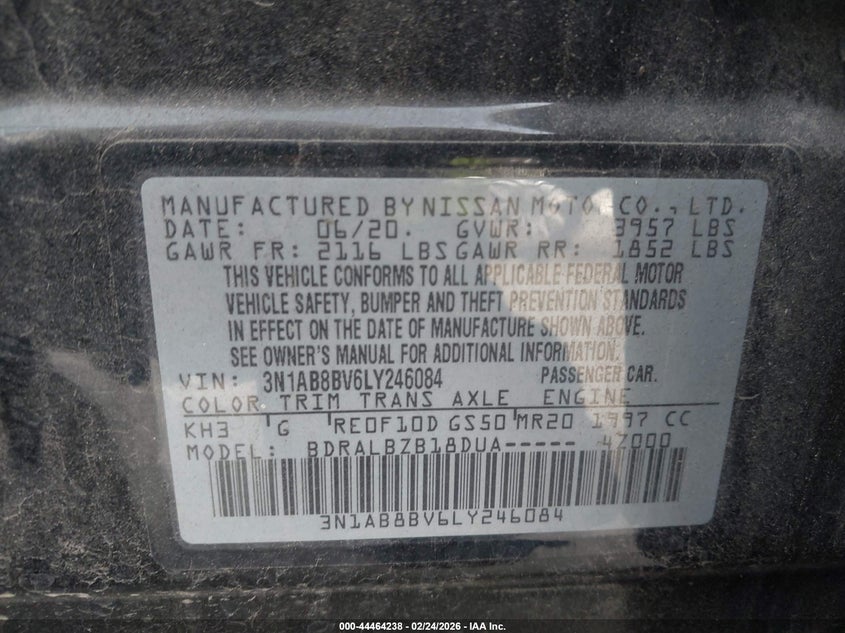 MANUFACTURED BY NISSAN MOTOR CO., LTD.
DATE: 06/20. GVWR: 3957 LBS
GAWR FR: 2116 LBS GAWR RR: 1852 LBS
THIS VEHICLE CONFORMS TO ALL APPLICABLE FEDERAL MOTOR
VEHICLE SAFETY, BUMPER AND THEFT PREVENTION STANDARDS
IN EFFECT ON THE DATE OF MANUFACTURE SHOWN ABOVE.
SEE OWNER'S MANUAL FOR ADDITIONAL INFORMATION.
VIN: 3N1AB8BV6LY246084 PASSENGER CAR.
COLOR TRIM TRANS AXLE ENGINE
KH3 G RE0F10D GS50 MR20 1997 CC
MODEL: BDRALBZB18DUA----- 47000
3N1AB8BV6LY246084
000-44464238 - 02/24/2026 - IAA Inc.